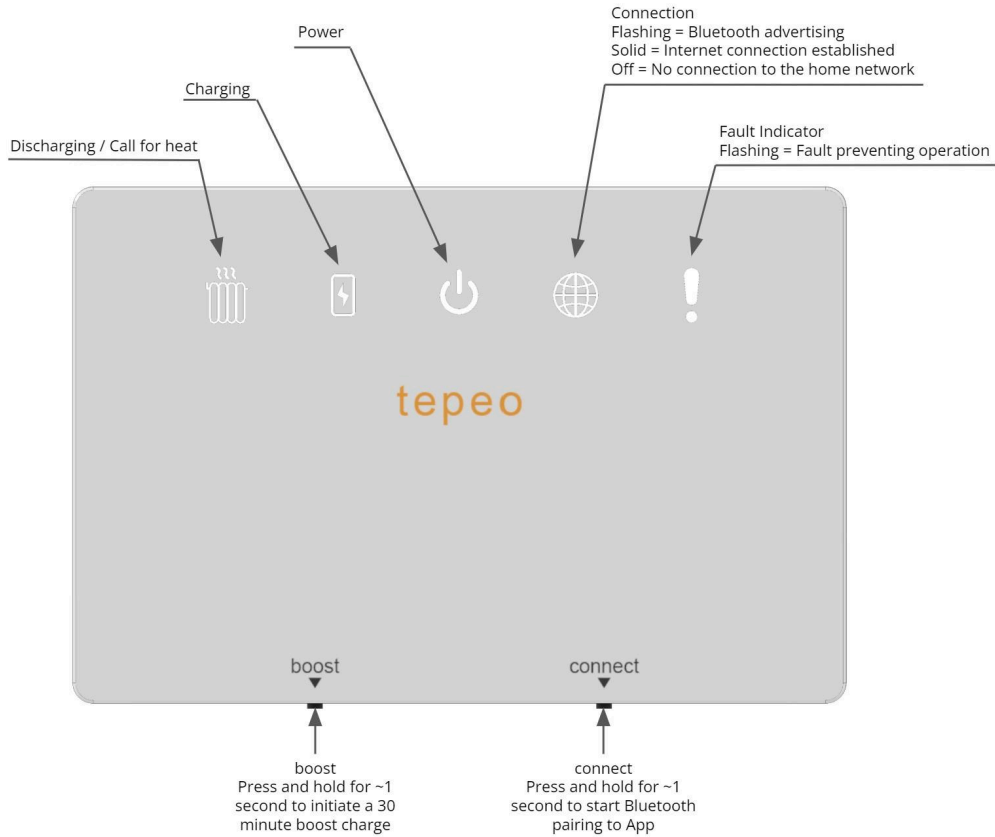 Connection
Flashing = Bluetooth advertising
Solid = Internet connection established
Off = No connection to the home network
Power
Charging
Discharging / Call for heat
Fault Indicator
Flashing = Fault preventing operation
tepeo
boost
connect
boost
Press and hold for ~1
second to initiate a 30
minute boost charge
connect
Press and hold for ~1
second to start Bluetooth
pairing to App